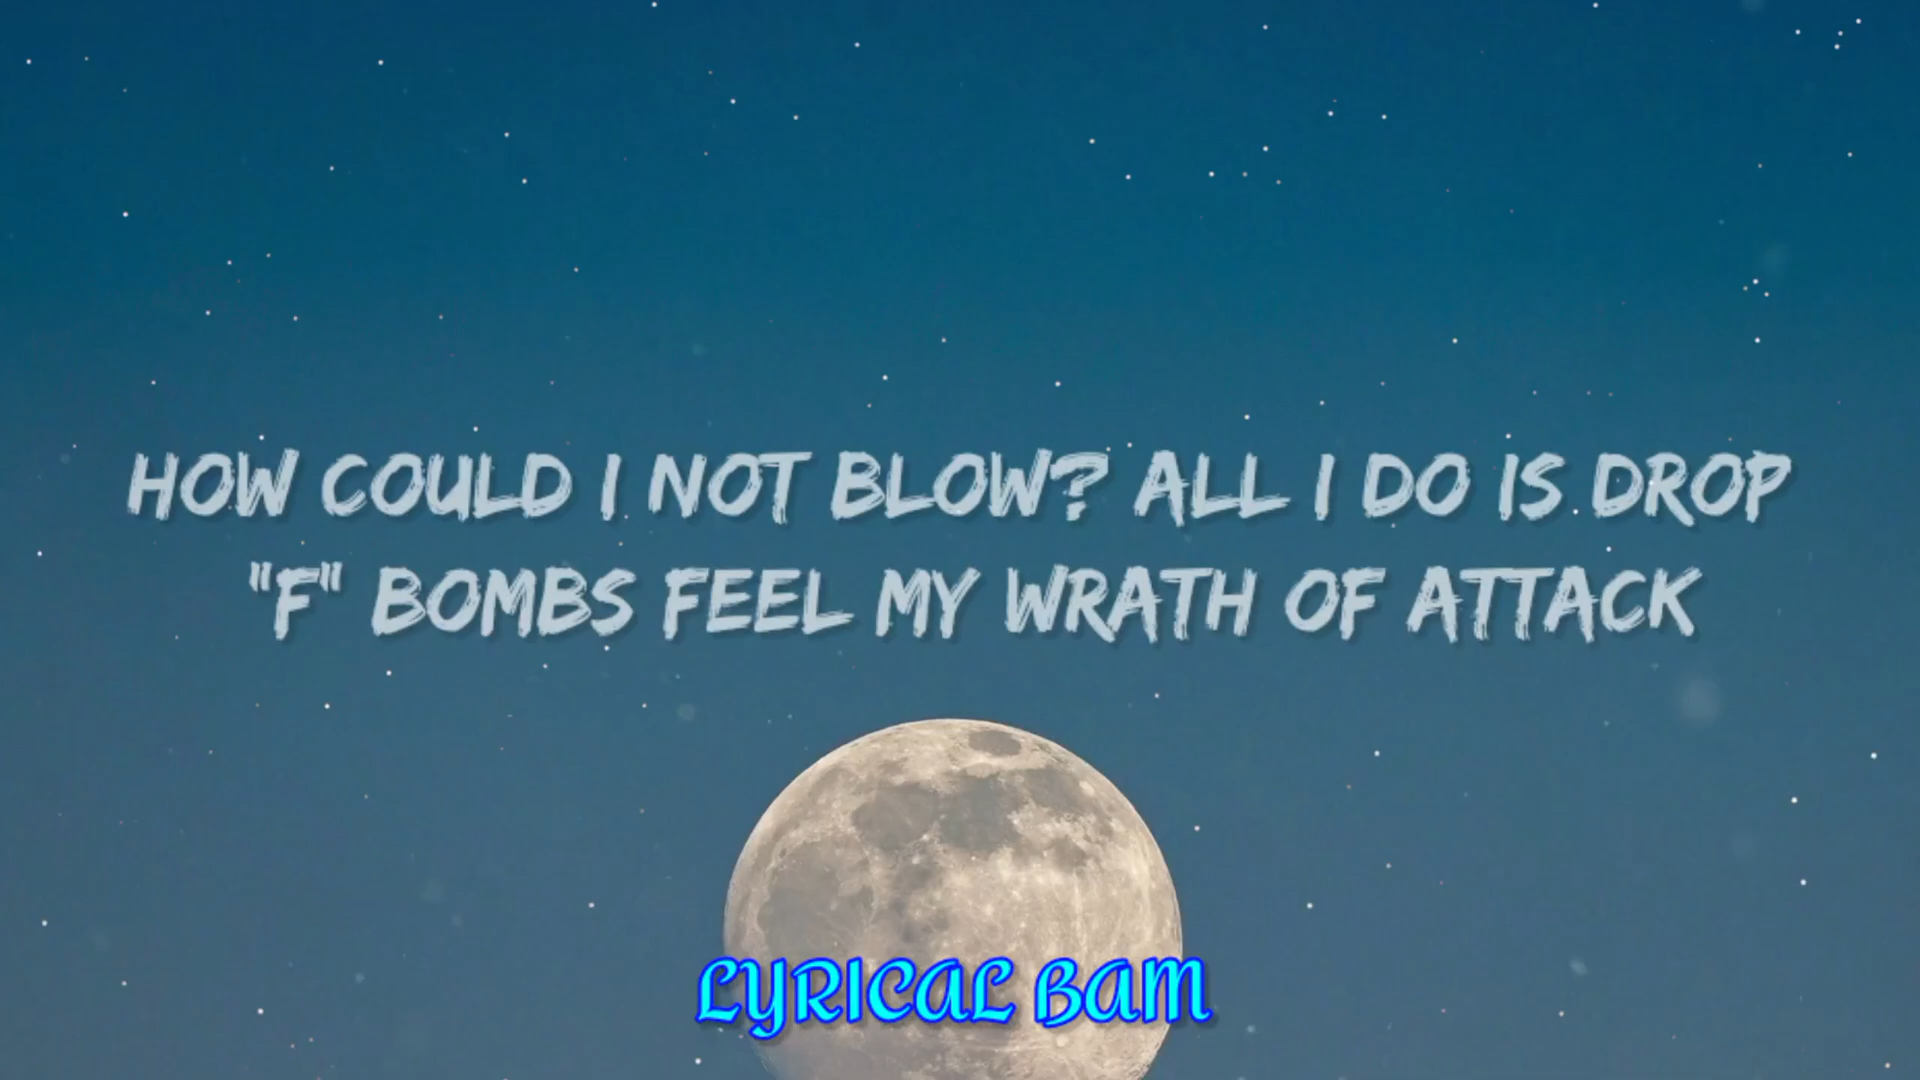 HOW COULD I NOT BLOW? ALL I DO IS DROP
"F" BOMBS FEEL MY WRATH OF ATTACK
LYRICAL BAM